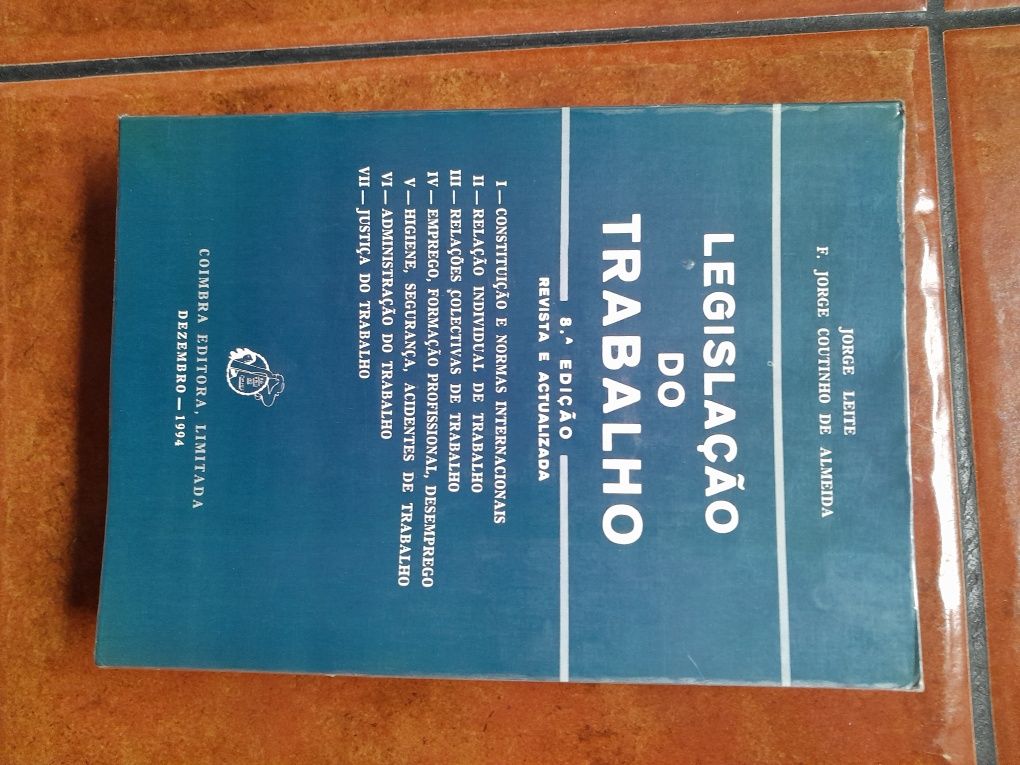 JORGE LEITE
F. JORGE COUTINHO DE ALMEIDA
LEGISLAÇÃO
DO
TRABALHO
8.ª EDIÇÃO
REVISTA E ACTUALIZADA
I — CONSTITUIÇÃO E NORMAS INTERNACIONAIS
II — RELAÇÃO INDIVIDUAL DE TRABALHO
III — RELAÇÕES COLECTIVAS DE TRABALHO
IV — EMPREGO, FORMAÇÃO PROFISSIONAL, DESEMPREGO
V — HIGIENE, SEGURANÇA, ACIDENTES DE TRABALHO
VI — ADMINISTRAÇÃO DO TRABALHO
VII — JUSTIÇA DO TRABALHO
COIMBRA EDITORA, LIMITADA
DEZEMBRO — 1994